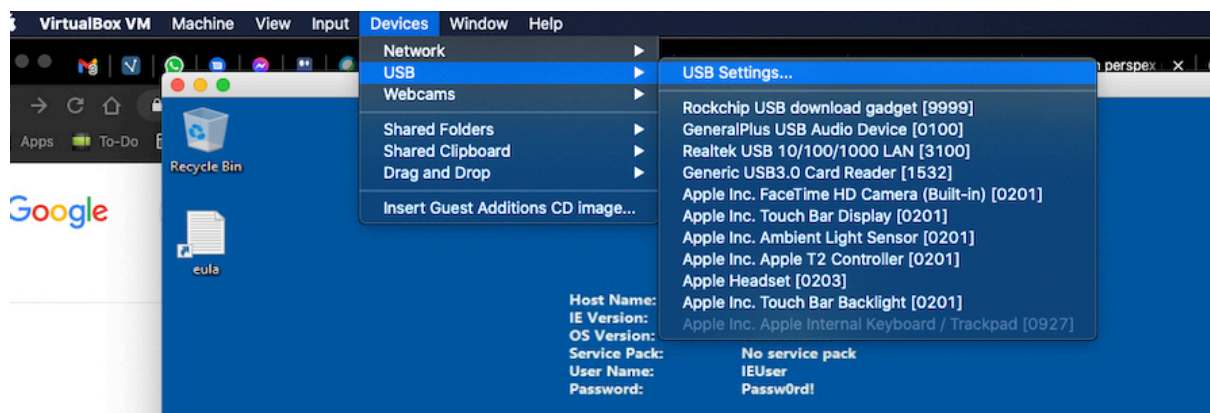 VirtualBox VM Machine View Input Devices Window Help
Network
USB
Webcams
Shared Folders
Shared Clipboard
Drag and Drop
Insert Guest Additions CD image...
USB Settings...
Rockchip USB download gadget [9999]
GeneralPlus USB Audio Device [0100]
Realtek USB 10/100/1000 LAN [3100]
Generic USB3.0 Card Reader [1532]
Apple Inc. FaceTime HD Camera (Built-in) [0201]
Apple Inc. Touch Bar Display [0201]
Apple Inc. Ambient Light Sensor [0201]
Apple Inc. Apple T2 Controller [0201]
Apple Headset [0203]
Apple Inc. Touch Bar Backlight [0201]
Apple Inc. Apple Internal Keyboard / Trackpad [0927]
perspex
Apps To-Do
Google
Recycle Bin
eula
Host Name:
IE Version:
OS Version:
Service Pack: No service pack
User Name: IEUser
Password: Passw0rd!